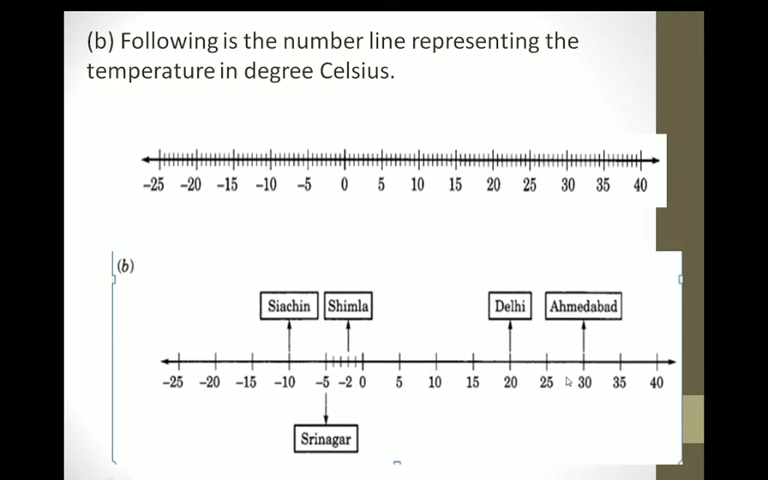 (b) Following is the number line representing the
temperature in degree Celsius.
-25 -20 -15 -10 -5 0 5 10 15 20 25 30 35 40
(b)
Siachin Shimla Delhi Ahmedabad
-25 -20 -15 -10 -5 -2 0 5 10 15 20 25 30 35 40
Srinagar